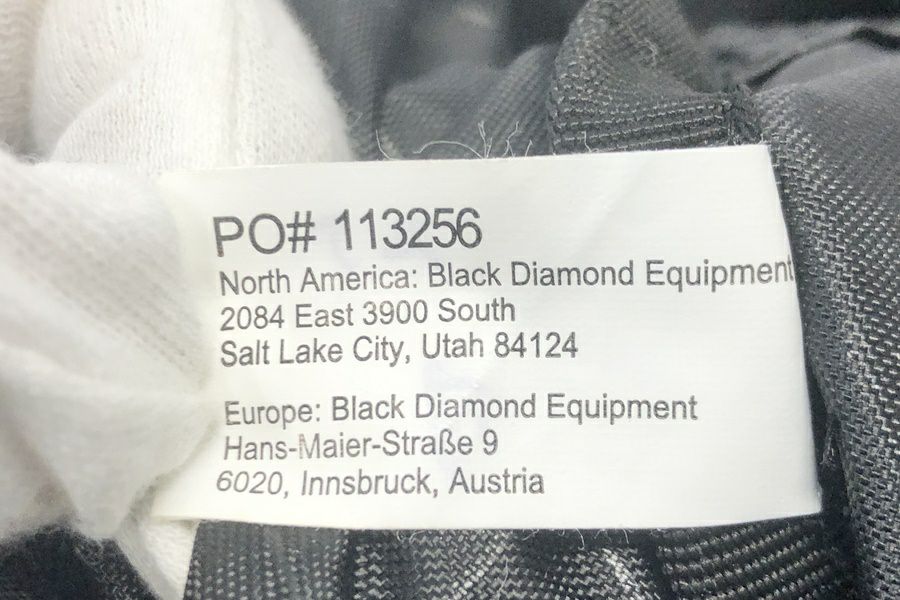 PO# 113256
North America: Black Diamond Equipment
2084 East 3900 South
Salt Lake City, Utah 84124
Europe: Black Diamond Equipment
Hans-Maier-Straße 9
6020, Innsbruck, Austria